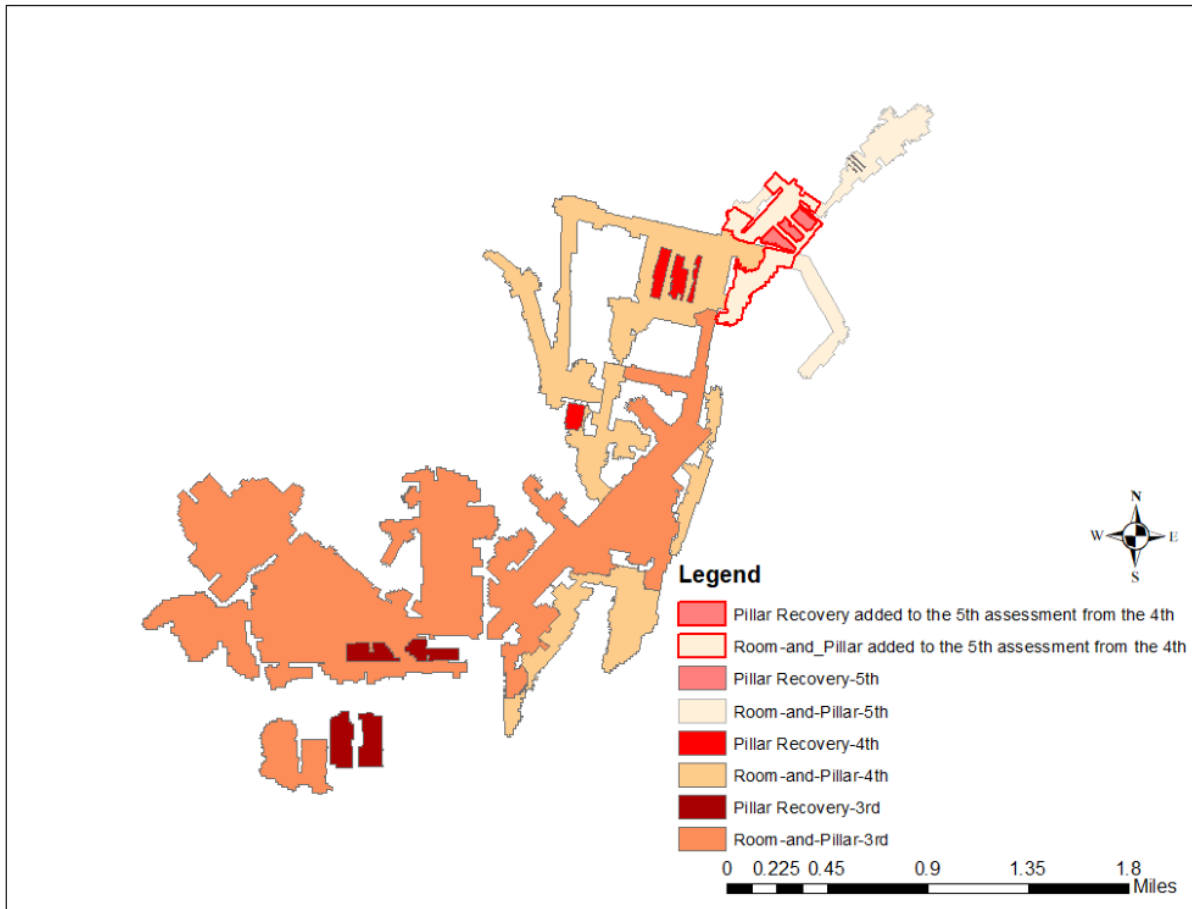 N
W E
S
Legend
Pillar Recovery added to the 5th assessment from the 4th
Room-and_Pillar added to the 5th assessment from the 4th
Pillar Recovery-5th
Room-and-Pillar-5th
Pillar Recovery-4th
Room-and-Pillar-4th
Pillar Recovery-3rd
Room-and-Pillar-3rd
0 0.225 0.45 0.9 1.35 1.8
Miles